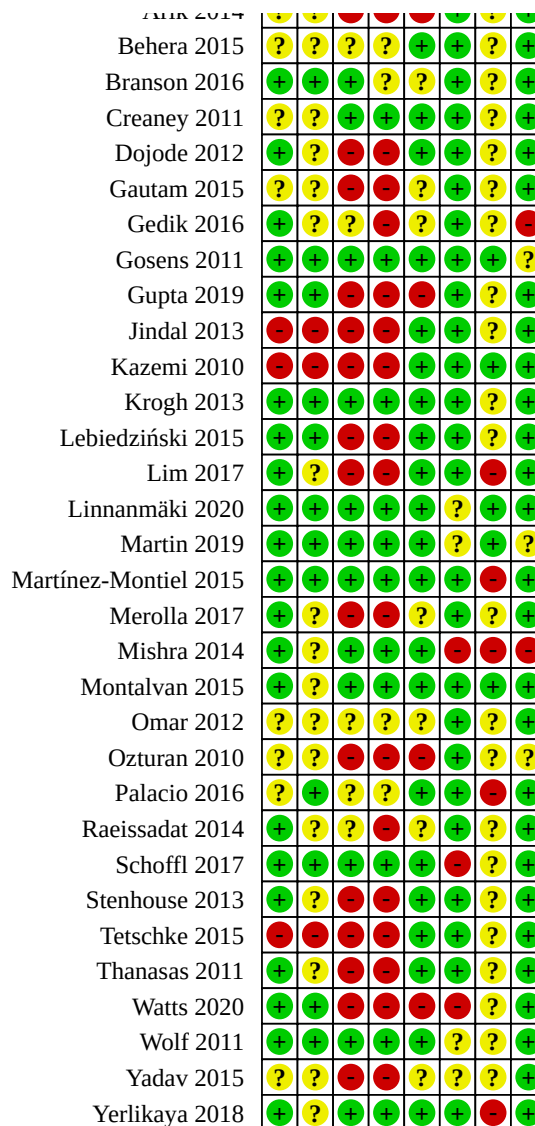 Arik 2014 ? ? - - - + ? +
Behera 2015 ? ? ? ? + + ? +
Branson 2016 + + + ? ? + ? +
Creaney 2011 ? ? + + + + ? +
Dojode 2012 + ? - - + + ? +
Gautam 2015 ? ? - - ? + ? +
Gedik 2016 + ? ? - ? + ? -
Gosens 2011 + + + + + + + ?
Gupta 2019 + + - - - + ? +
Jindal 2013 - - - - + + ? +
Kazemi 2010 - - - - + + + +
Krogh 2013 + + + + + + ? +
Lebiedziński 2015 + + - - + + ? +
Lim 2017 + ? - - + + - +
Linnanmäki 2020 + + + + + ? + +
Martin 2019 + + + + + ? + ?
Martínez-Montiel 2015 + + + + + + - +
Merolla 2017 + ? - - ? + ? +
Mishra 2014 + ? + + + - - -
Montalvan 2015 + ? + + + + + +
Omar 2012 ? ? ? ? ? + ? +
Ozturan 2010 ? ? - - - + ? ?
Palacio 2016 ? + ? ? + + - +
Raeissadat 2014 + ? ? - ? + ? +
Schoffl 2017 + + + + + - ? +
Stenhouse 2013 + ? - - + + ? +
Tetschke 2015 - - - - + + ? +
Thanasas 2011 + ? - - + + ? +
Watts 2020 + + - - - - ? +
Wolf 2011 + + + + + ? ? +
Yadav 2015 ? ? - - ? ? ? +
Yerlikaya 2018 + ? + + + + - +